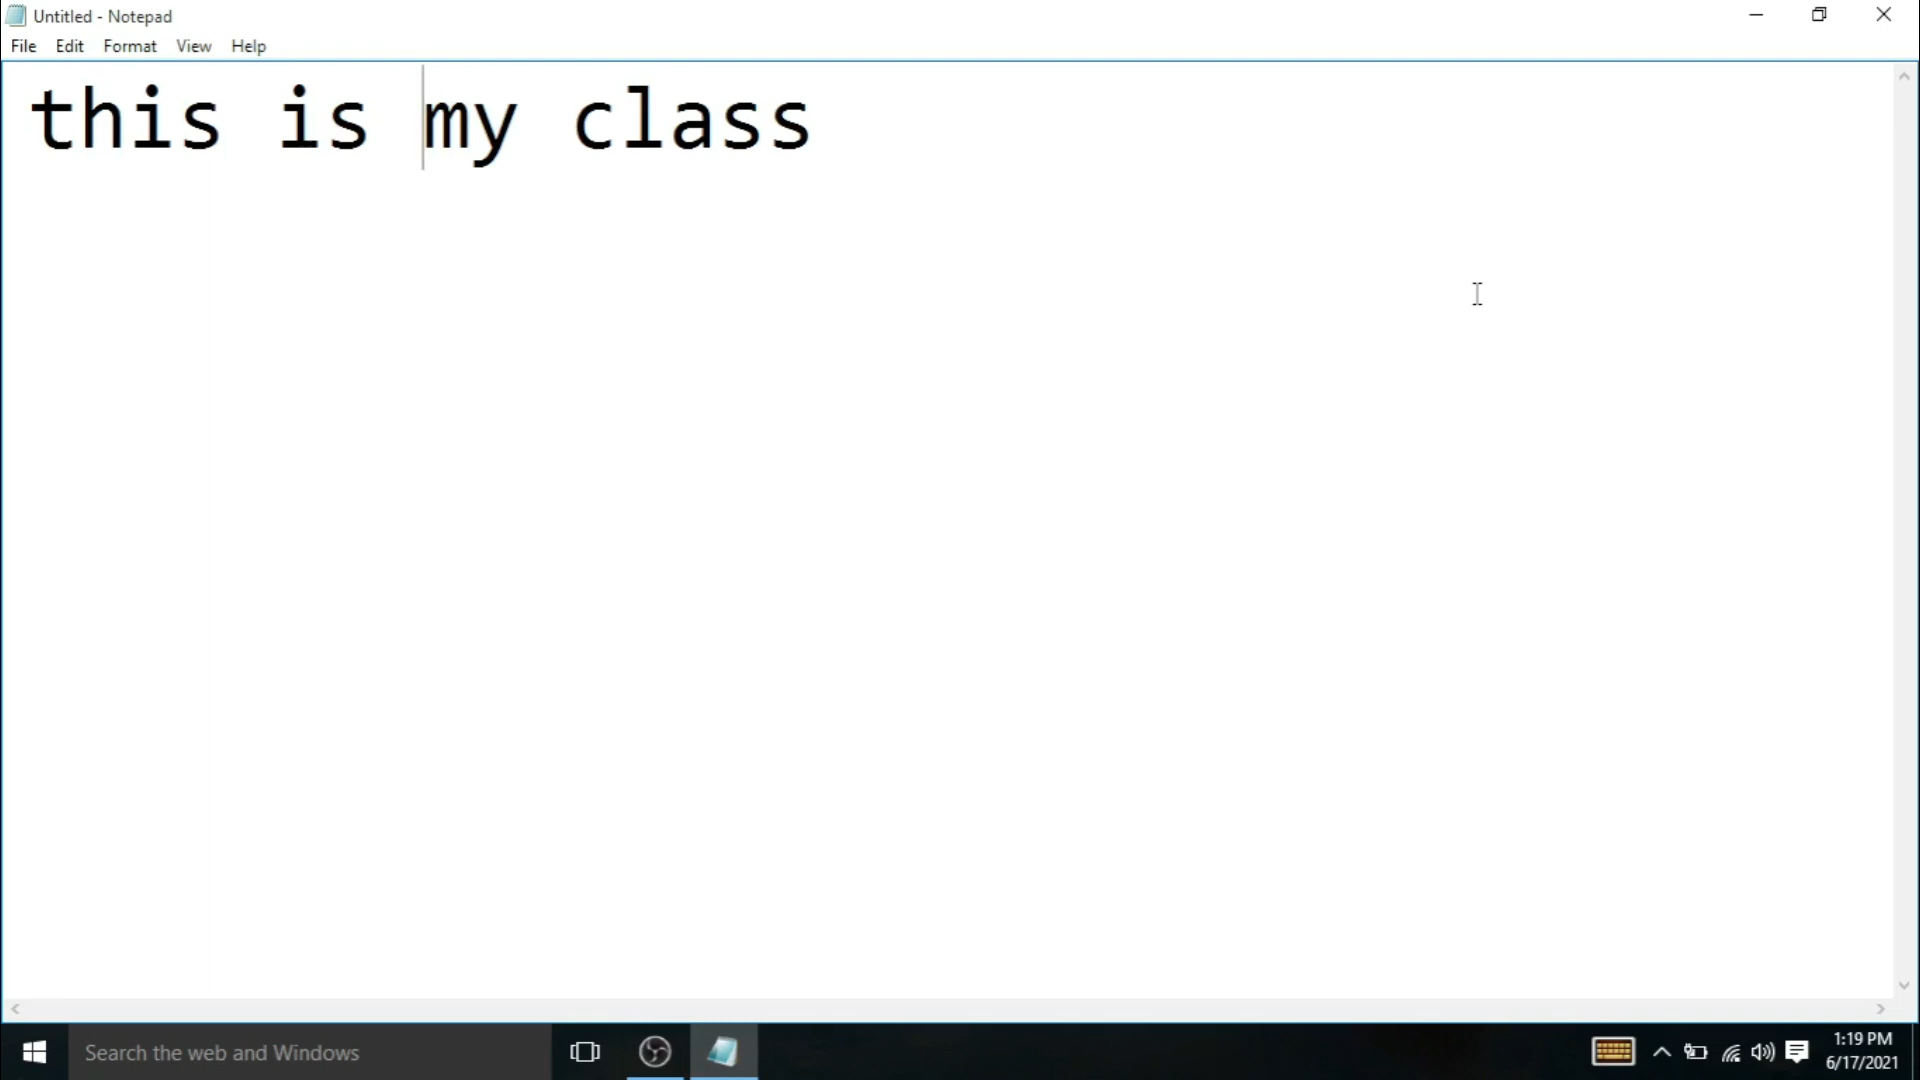 Untitled - Notepad
File Edit Format View Help
this is my class
Search the web and Windows
1:19 PM
6/17/2021